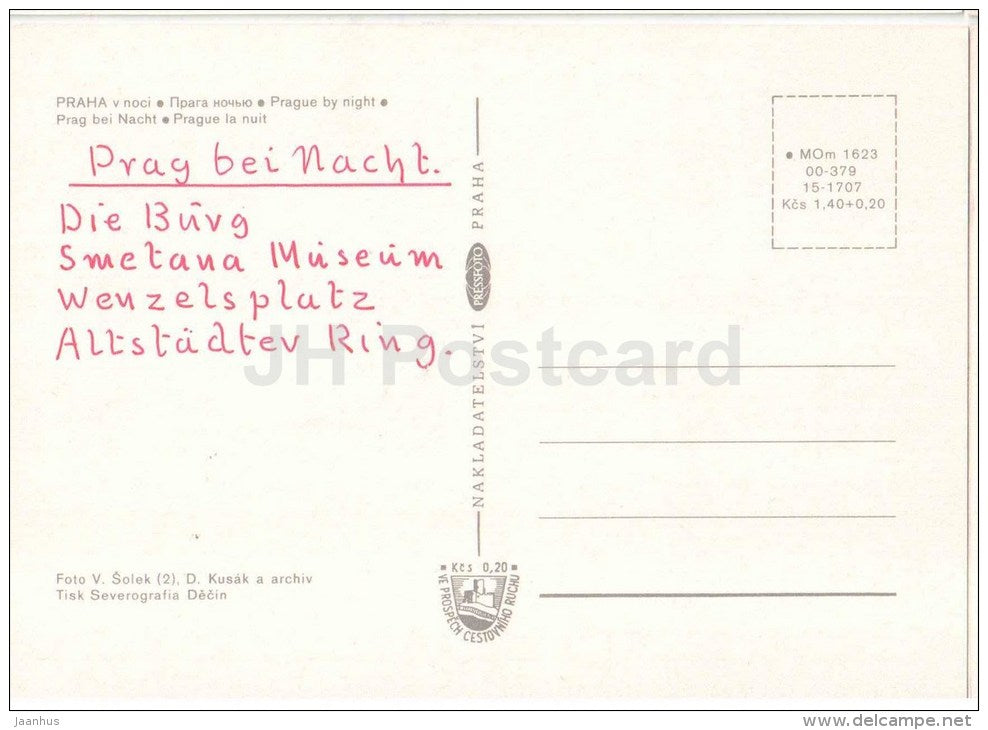 PRAHA v noci ● Прага ночью ● Prague by night ●
Prag bei Nacht ● Prague la nuit
Prag bei Nacht.
Die Burg
Smetana Museum
Wenzelsplatz
Altstädter Ring.
Foto V. Šolek (2), D. Kusák a archiv
Tisk Severografia Děčín
NAKLADATELSTVÍ PRESSFOTO PRAHA
Kčs 0,20
VE PROSPĚCH CESTOVNÍHO RUCHU
● MOm 1623
00-379
15-1707
Kčs 1,40+0,20
JH Postcard
Jaanhus
delcampe.net